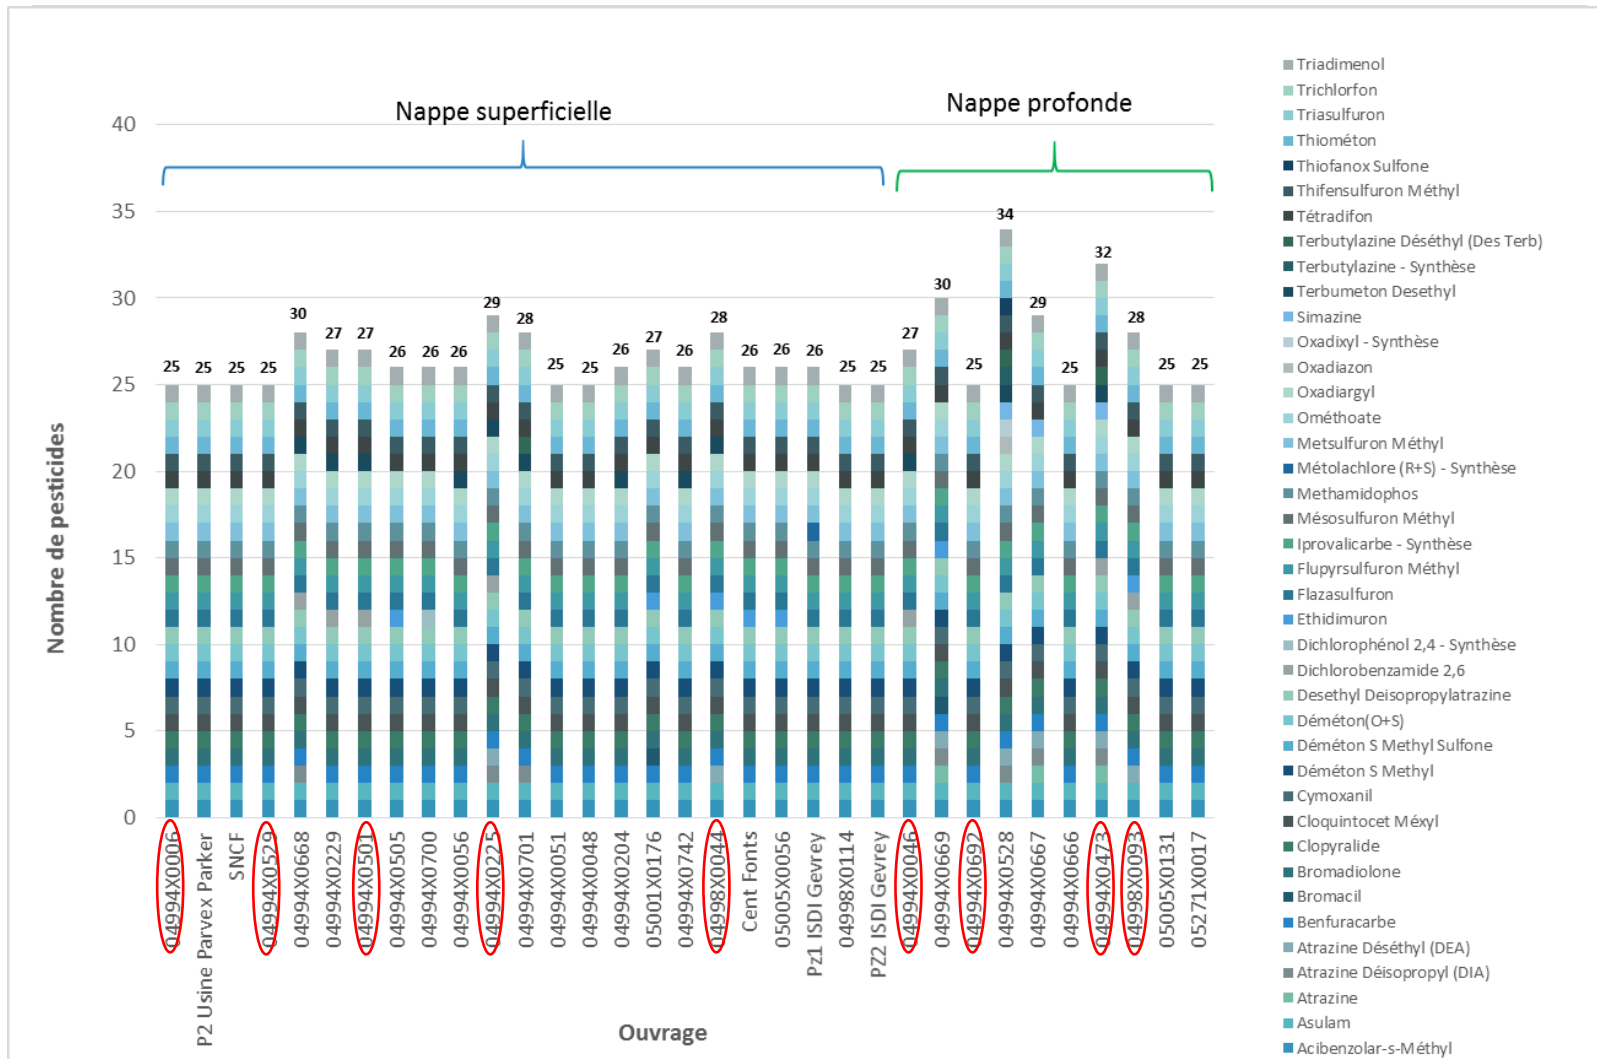 Nappe superficielle
Nappe profonde
Nombre de pesticides
40
35
30
25
20
15
10
5
0
25
25
25
25
30
27
27
26
26
26
29
28
25
25
26
27
26
28
26
26
26
25
25
27
30
25
34
29
25
32
28
25
25
04994X0006
P2 Usine Parvex Parker
SNCF
04994X0529
04994X0668
04994X0229
04994X0501
04994X0505
04994X0700
04994X0056
04994X0225
04994X0701
04994X0051
04994X0048
04994X0204
05001X0176
04994X0742
04998X0044
Cent Fonts
05005X0056
Pz1 ISDI Gevrey
04998X0114
PZ2 ISDI Gevrey
04994X0046
04994X0669
04994X0692
04994X0528
04994X0667
04994X0666
04994X0473
04998X0093
05005X0131
05271X0017
Ouvrage
Triadimenol
Trichlorfon
Triasulfuron
Thiométon
Thiofanox Sulfone
Thifensulfuron Méthyl
Tétradifon
Terbutylazine Déséthyl (Des Terb)
Terbutylazine - Synthèse
Terbumeton Desethyl
Simazine
Oxadixyl - Synthèse
Oxadiazon
Oxadiargyl
Ométhoate
Metsulfuron Méthyl
Métolachlore (R+S) - Synthèse
Methamidophos
Mésosulfuron Méthyl
Iprovalicarbe - Synthèse
Flupyrsulfuron Méthyl
Flazasulfuron
Ethidimuron
Dichlorophénol 2,4 - Synthèse
Dichlorobenzamide 2,6
Desethyl Deisopropylatrazine
Déméton(O+S)
Déméton S Methyl Sulfone
Déméton S Methyl
Cymoxanil
Cloquintocet Méxyl
Clopyralide
Bromadiolone
Bromacil
Benfuracarbe
Atrazine Déséthyl (DEA)
Atrazine Déisopropyl (DIA)
Atrazine
Asulam
Acibenzolar-s-Méthyl